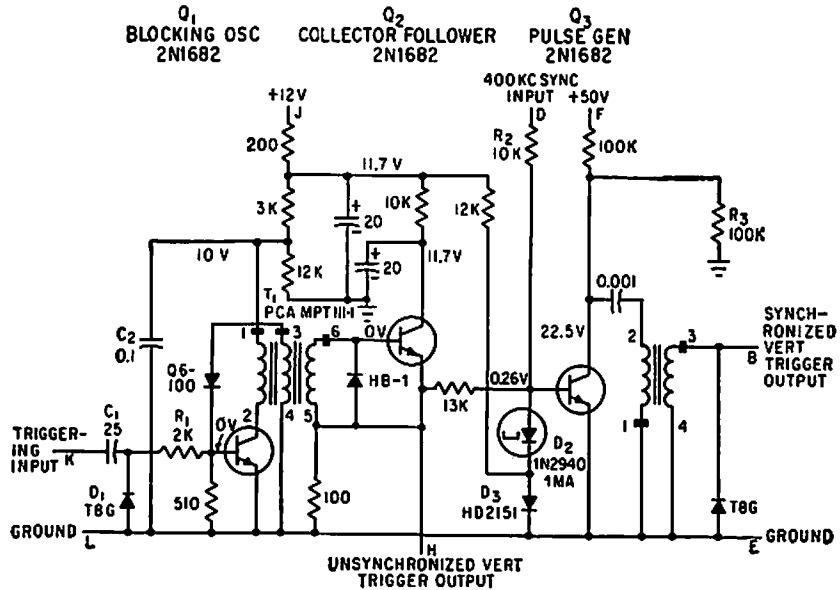 Q1
BLOCKING OSC
2N1682
Q2
COLLECTOR FOLLOWER
2N1682
Q3
PULSE GEN
2N1682
+12V
J
200
400KC SYNC
INPUT
D
+50V
F
R2
10K
100K
11.7 V
3K
+
20
-
10K
12K
R3
100K
10 V
12K
+
20
-
11.7V
T1
PCA MPT III-I
0.001
C2
0.1
Q6-
100
1
3
6
0V
22.5V
2
3
SYNCH-
RONIZED
VERT
TRIGGER
OUTPUT
B
HB-1
0.26V
13K
C1
25
R1
2K
0V
2
4
5
D2
1N2940
1MA
1
4
TRIGGER-
ING
INPUT
K
D1
T8G
510
100
D3
HD2151
T8G
GROUND
L
H
E
GROUND
UNSYNCHRONIZED VERT
TRIGGER OUTPUT